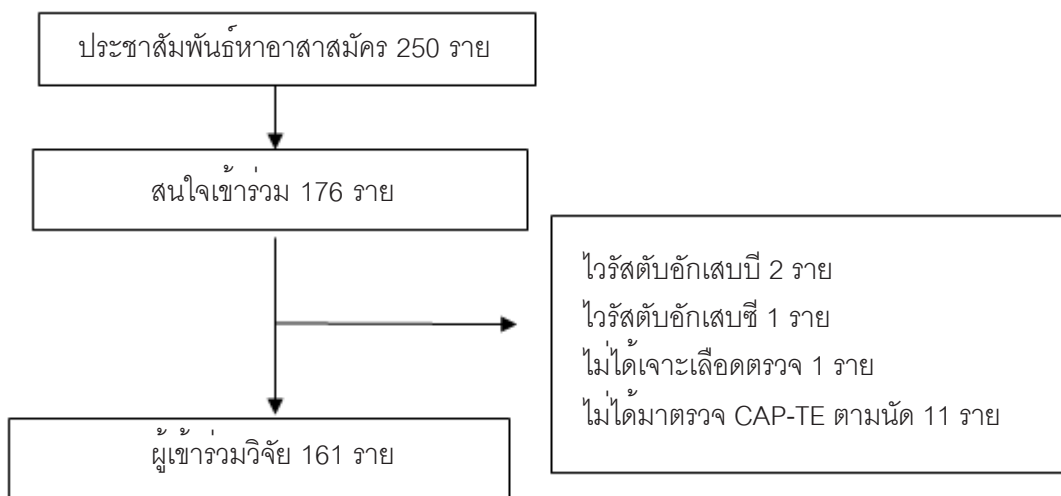 ประชาสัมพันธ์หาอาสาสมัคร 250 ราย
สนใจเข้าร่วม 176 ราย
ไวรัสตับอักเสบบี 2 ราย
ไวรัสตับอักเสบซี 1 ราย
ไม่ได้เจาะเลือดตรวจ 1 ราย
ไม่ได้มาตรวจ CAP-TE ตามนัด 11 ราย
ผู้เข้าร่วมวิจัย 161 ราย